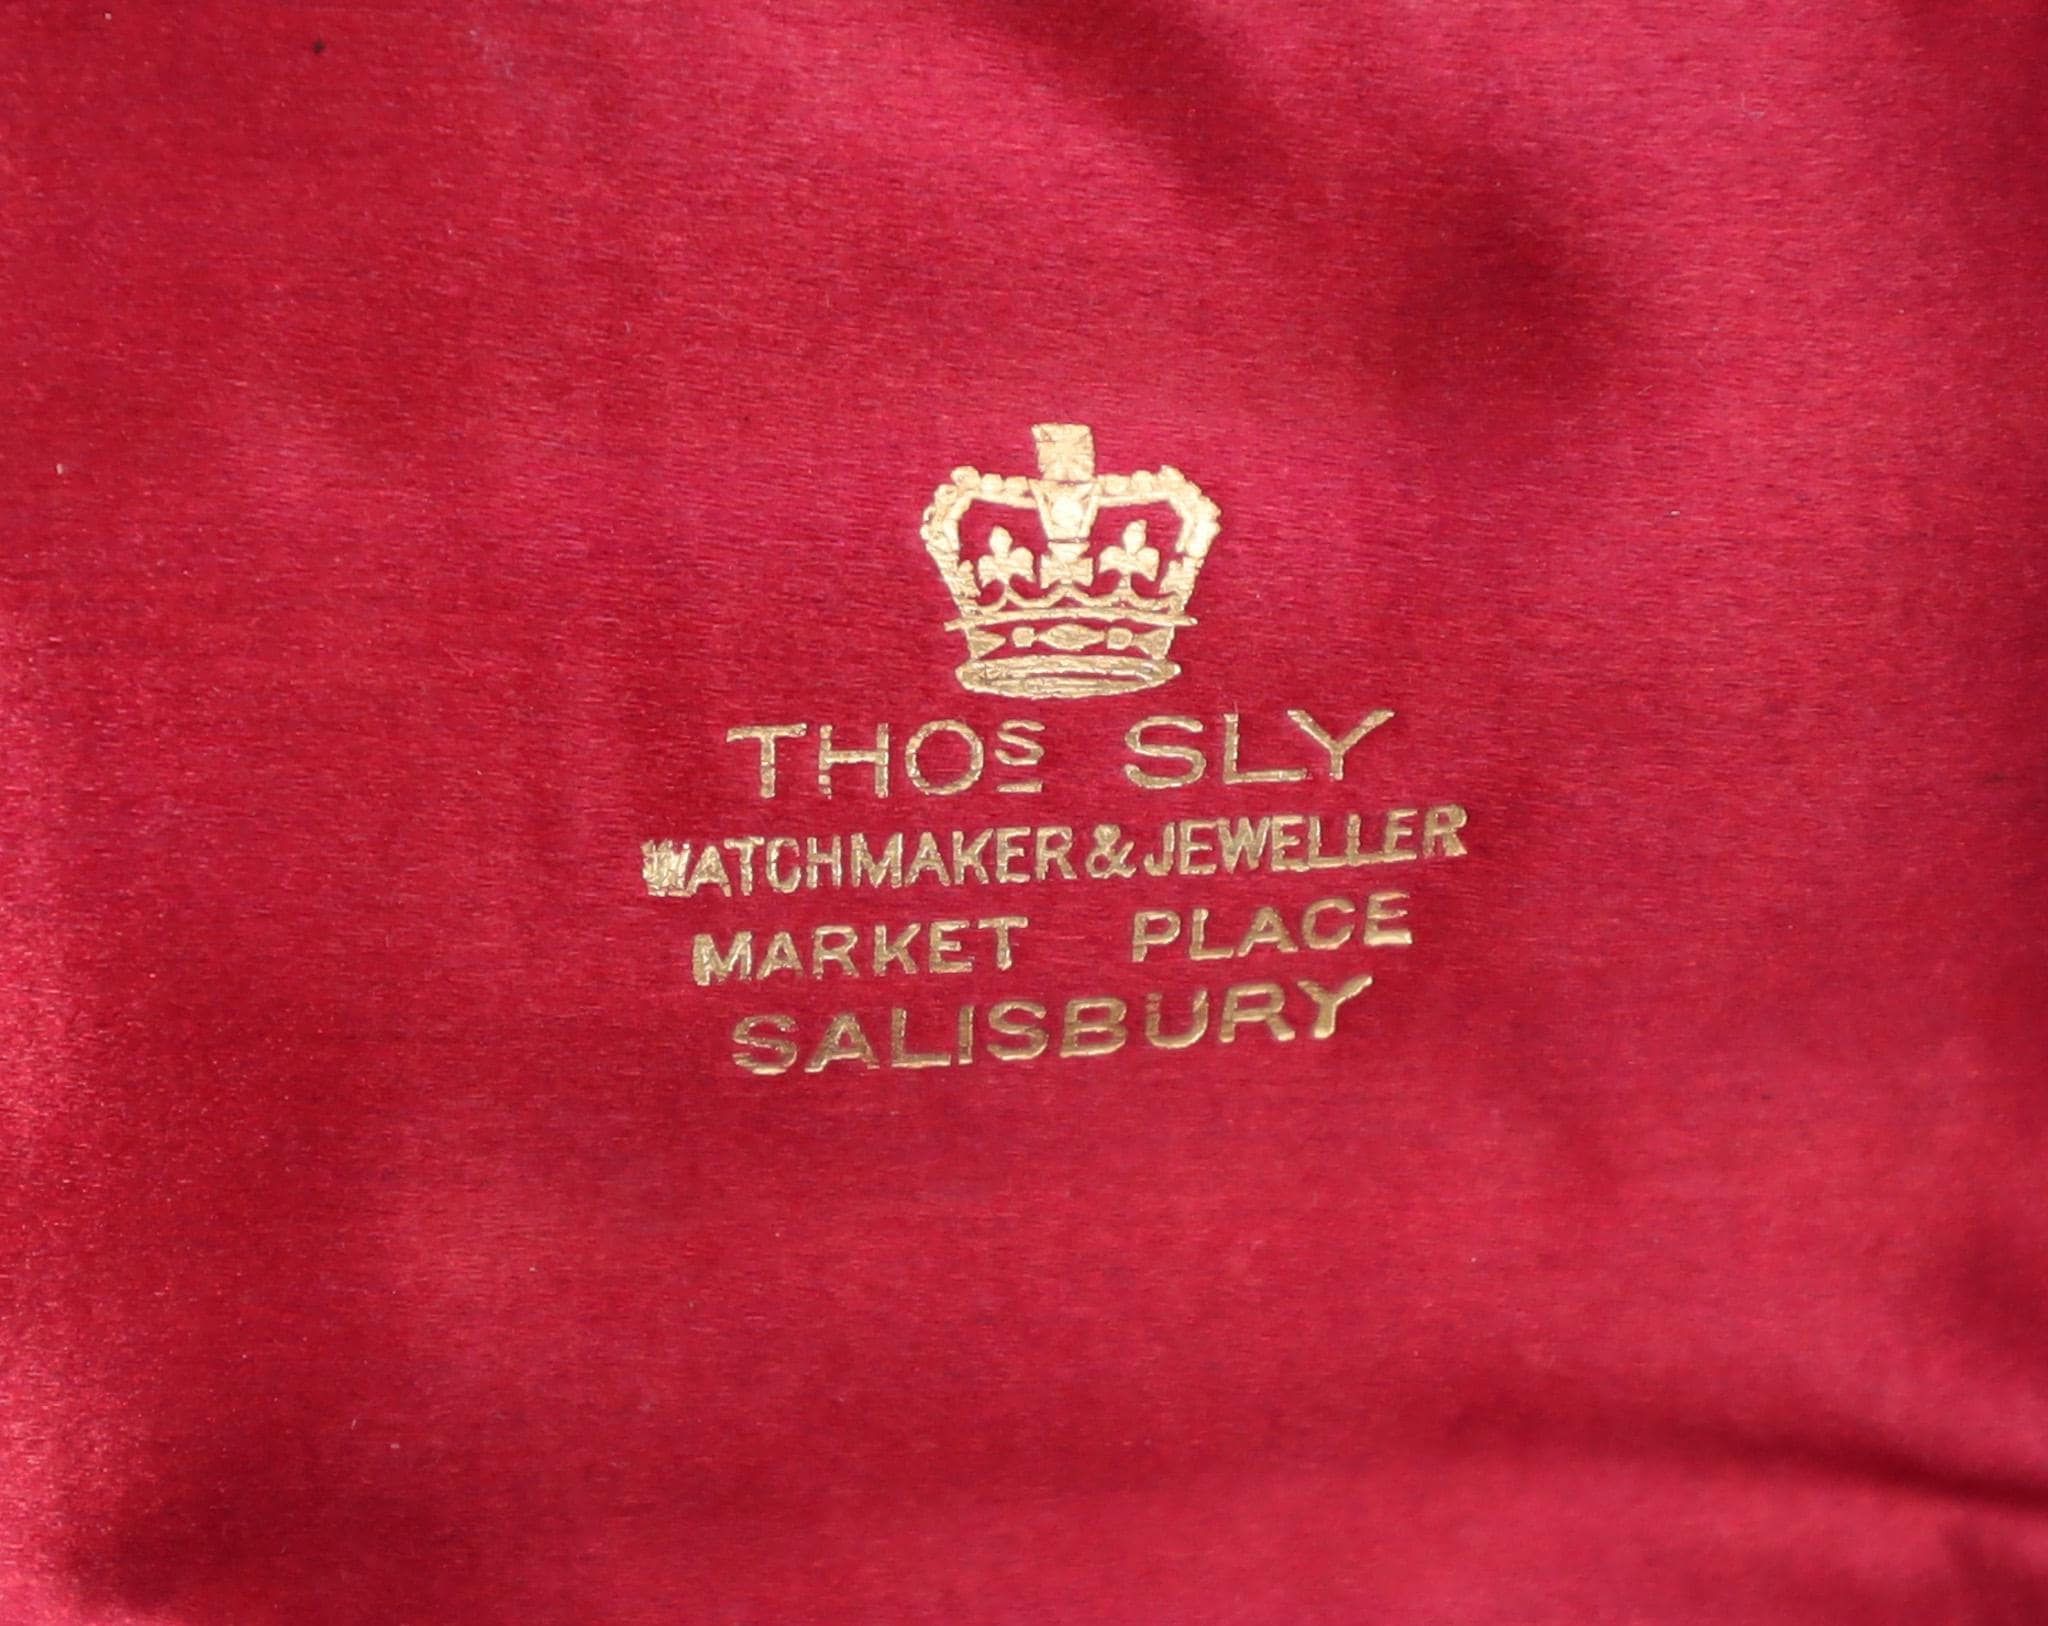 THOs SLY
WATCHMAKER & JEWELLER
MARKET PLACE
SALISBURY